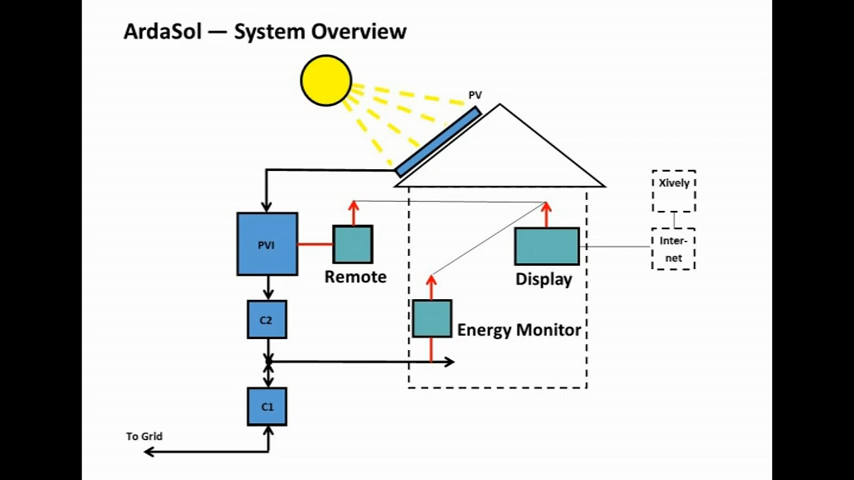 ArdaSol — System Overview
PV
Xively
PVI
Inter-
net
Remote
Display
C2
Energy Monitor
C1
To Grid